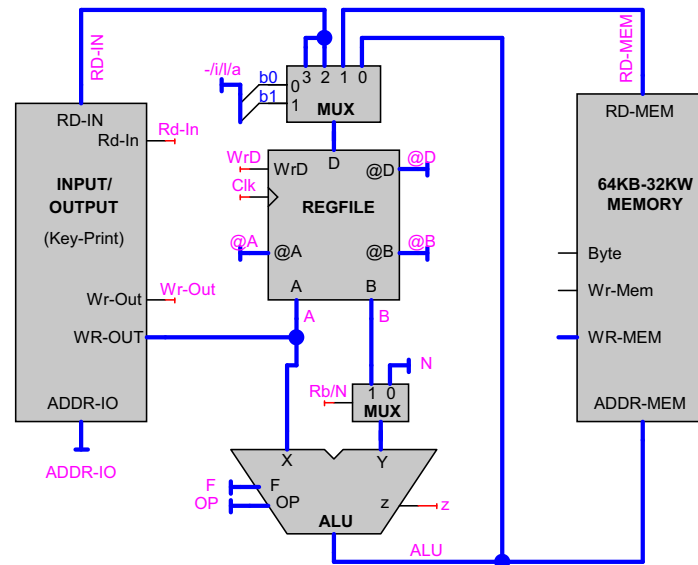 RD-IN
RD-MEM
-/i/l/a
b0
b1
0
1
3 2 1 0
MUX
RD-IN
Rd-In
Rd-In
INPUT/
OUTPUT
(Key-Print)
Wr-Out
Wr-Out
WR-OUT
ADDR-IO
ADDR-IO
D
WrD
WrD
@D
@D
Clk
REGFILE
@A
@A
@B
@B
A
B
A
B
RD-MEM
64KB-32KW
MEMORY
Byte
Wr-Mem
WR-MEM
ADDR-MEM
N
Rb/N
1 0
MUX
X
Y
F
F
OP
OP
z
z
ALU
ALU